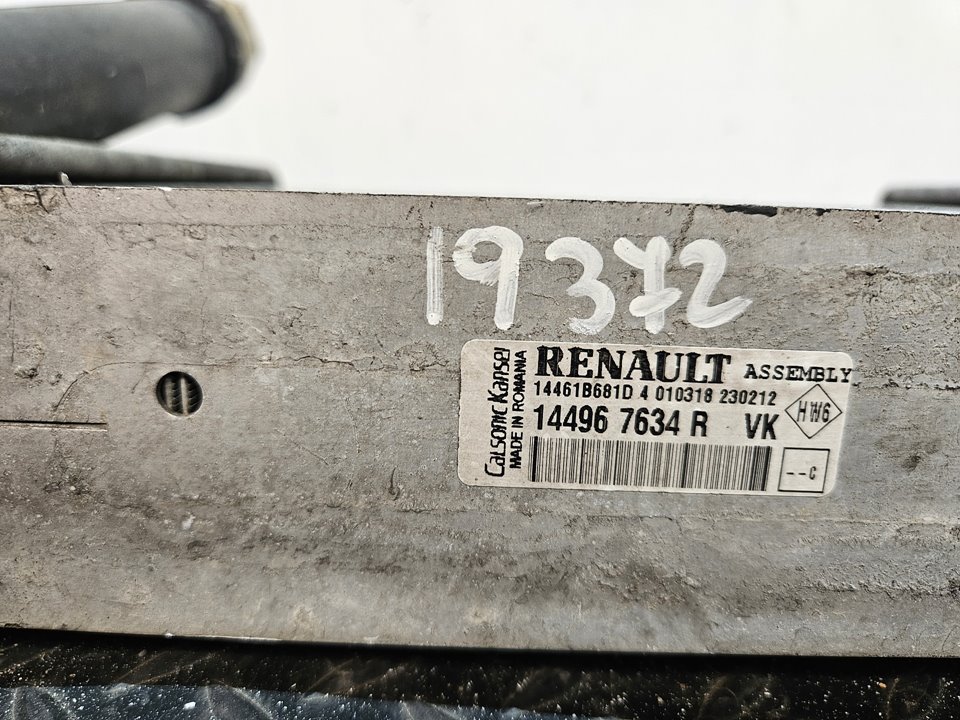 19372
Calsonic Kansei
MADE IN ROMANIA
RENAULT ASSEMBLY
14461B681D 4 010318 230212
14496 7634 R VK
HW6
--C